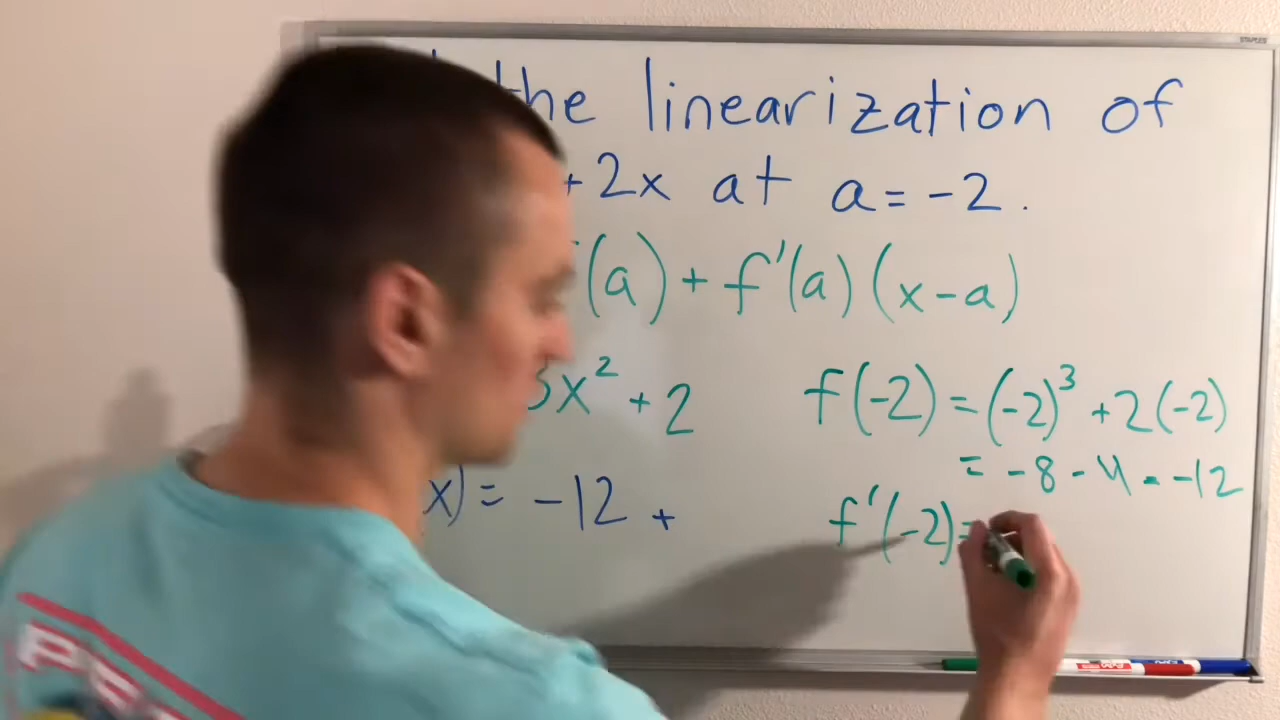 the linearization of
+2x at a = -2.
(a) + f'(a) (x-a)
3x² + 2
f(-2) = (-2)³ + 2(-2)
= -8 - 4 = -12
x) = -12 +
f'(-2) =